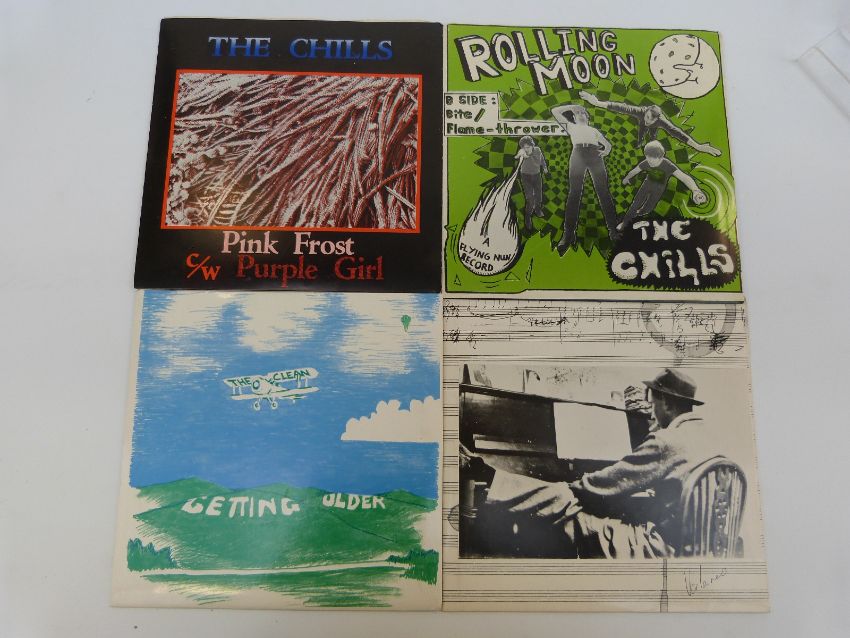 THE CHILLS
Pink Frost
c/w Purple Girl
ROLLING
MOON
B SIDE:
Bite/
Flame-thrower.
A
FLYING NUN
RECORD
THE
CHILLS
THE CLEAN
GETTING OLDER